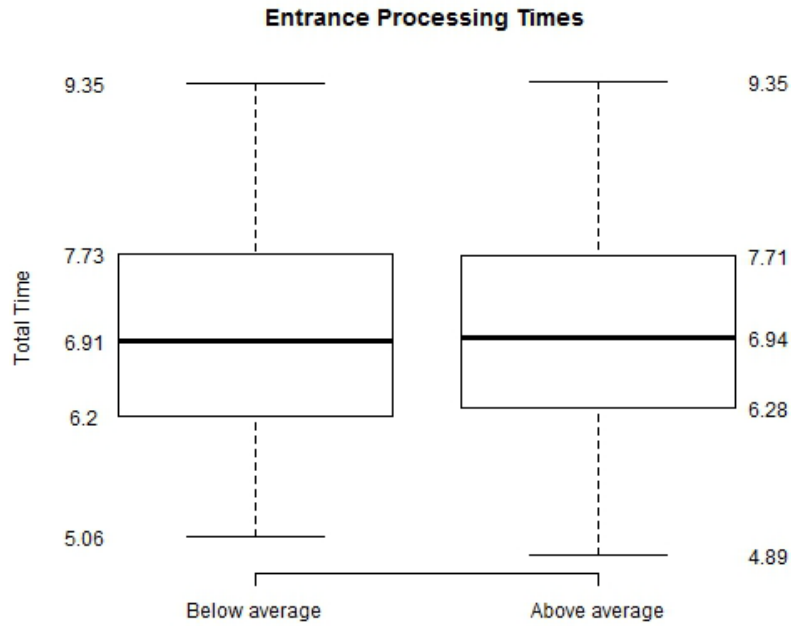 Entrance Processing Times
9.35
9.35
7.73
7.71
Total Time
6.91
6.94
6.2
6.28
5.06
4.89
Below average
Above average